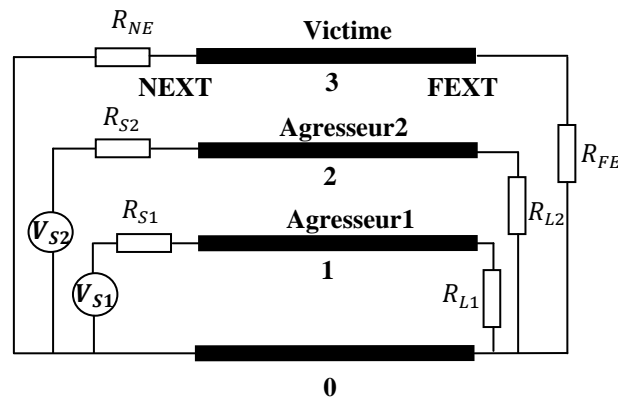 R_NE
Victime
NEXT
3
FEXT
R_S2
Agresseur2
R_FE
2
R_L2
R_S1
Agresseur1
V_S2
1
V_S1
R_L1
0